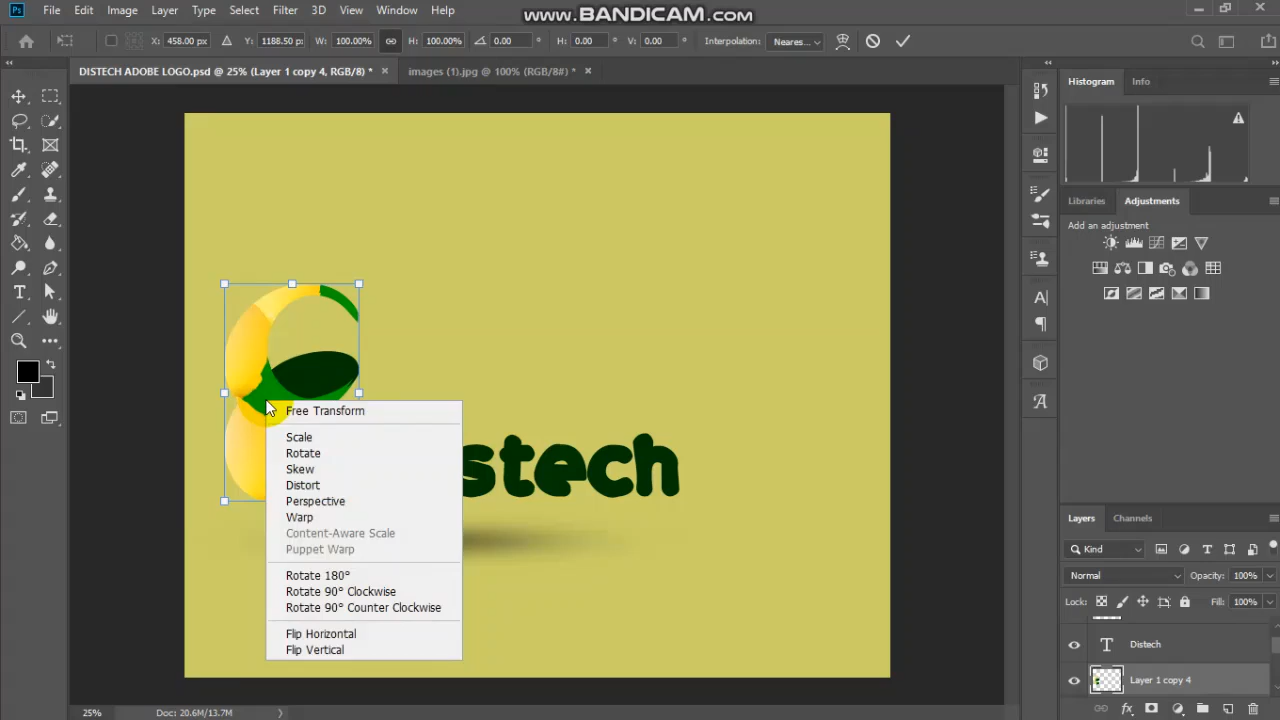 Ps File Edit Image Layer Type Select Filter 3D View Window Help
www.BANDICAM.com
X: 458.00 px Y: 1188.50 p: W: 100.00% H: 100.00% 0.00 ° H: 0.00 ° V: 0.00 ° Interpolation: Neares...
DISTECH ADOBE LOGO.psd @ 25% (Layer 1 copy 4, RGB/8) * × images (1).jpg @ 100% (RGB/8#) * ×
Histogram Info
Libraries Adjustments
Add an adjustment
Free Transform
Scale
Rotate
Skew
Distort
Perspective
Warp
Content-Aware Scale
Puppet Warp
Rotate 180°
Rotate 90° Clockwise
Rotate 90° Counter Clockwise
Flip Horizontal
Flip Vertical
stech
Layers Channels
Kind
Normal Opacity: 100%
Lock: Fill: 100%
T Distech
Layer 1 copy 4
25% Doc: 20.6M/13.7M